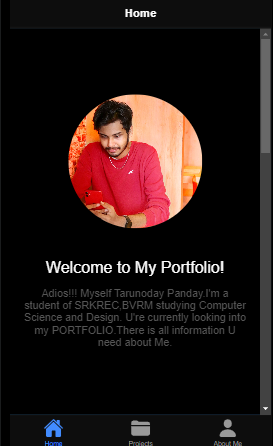 Home
Welcome to My Portfolio!
Adios!!! Myself Tarunoday Panday.I'm a
student of SRKREC,BVRM studying Computer
Science and Design. U're currently looking into
my PORTFOLIO.There is all information U
need about Me.
Home Projects About Me